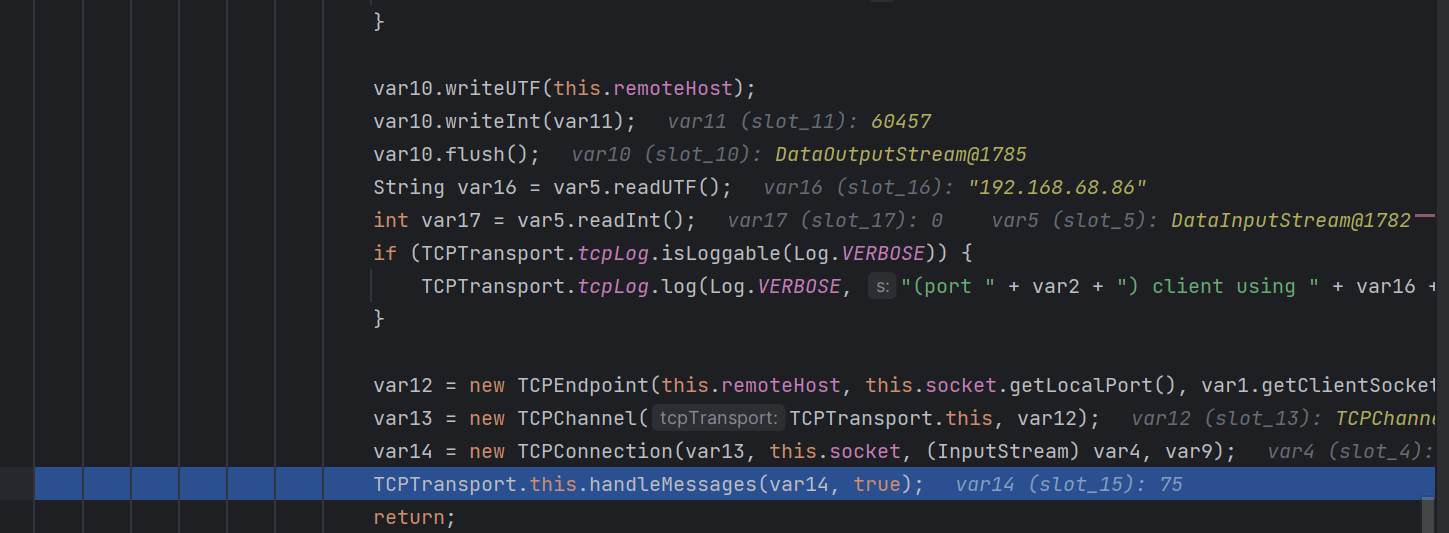 }
var10.writeUTF(this.remoteHost);
var10.writeInt(var11); var11 (slot_11): 60457
var10.flush(); var10 (slot_10): DataOutputStream@1785
String var16 = var5.readUTF(); var16 (slot_16): "192.168.68.86"
int var17 = var5.readInt(); var17 (slot_17): 0 var5 (slot_5): DataInputStream@1782
if (TCPTransport.tcpLog.isLoggable(Log.VERBOSE)) {
TCPTransport.tcpLog.log(Log.VERBOSE, s: "(port " + var2 + ") client using " + var16 +
}
var12 = new TCPEndpoint(this.remoteHost, this.socket.getLocalPort(), var1.getClientSocket
var13 = new TCPChannel( tcpTransport: TCPTransport.this, var12); var12 (slot_13): TCPChann
var14 = new TCPConnection(var13, this.socket, (InputStream) var4, var9); var4 (slot_4):
TCPTransport.this.handleMessages(var14, true); var14 (slot_15): 75
return;